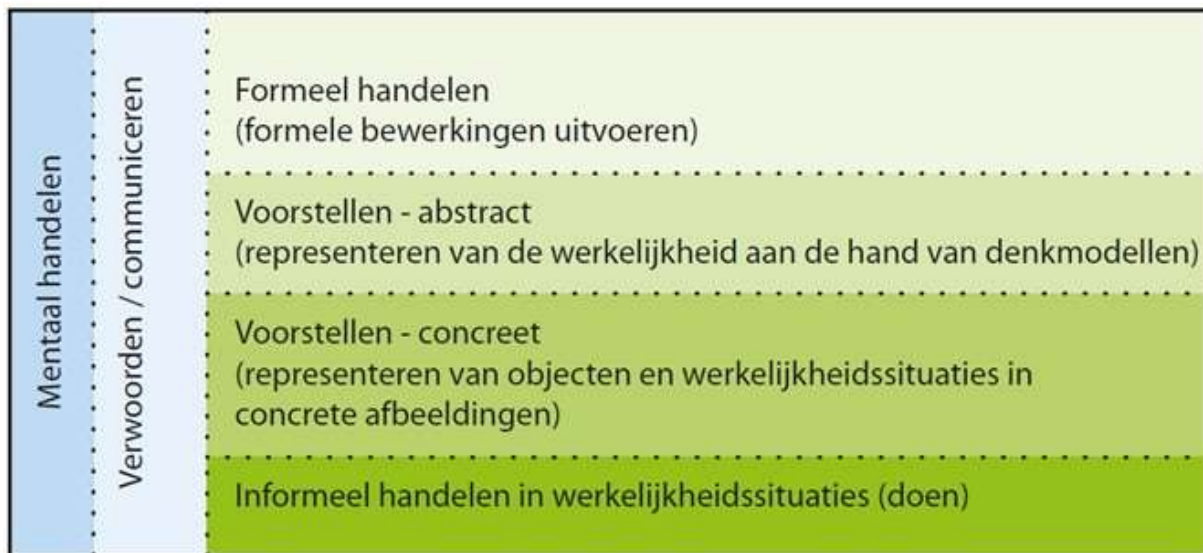 Mentaal handelen
Verwoorden / communiceren
Formeel handelen
(formele bewerkingen uitvoeren)
Voorstellen - abstract
(representeren van de werkelijkheid aan de hand van denkmodellen)
Voorstellen - concreet
(representeren van objecten en werkelijkheidssituaties in
concrete afbeeldingen)
Informeel handelen in werkelijkheidssituaties (doen)